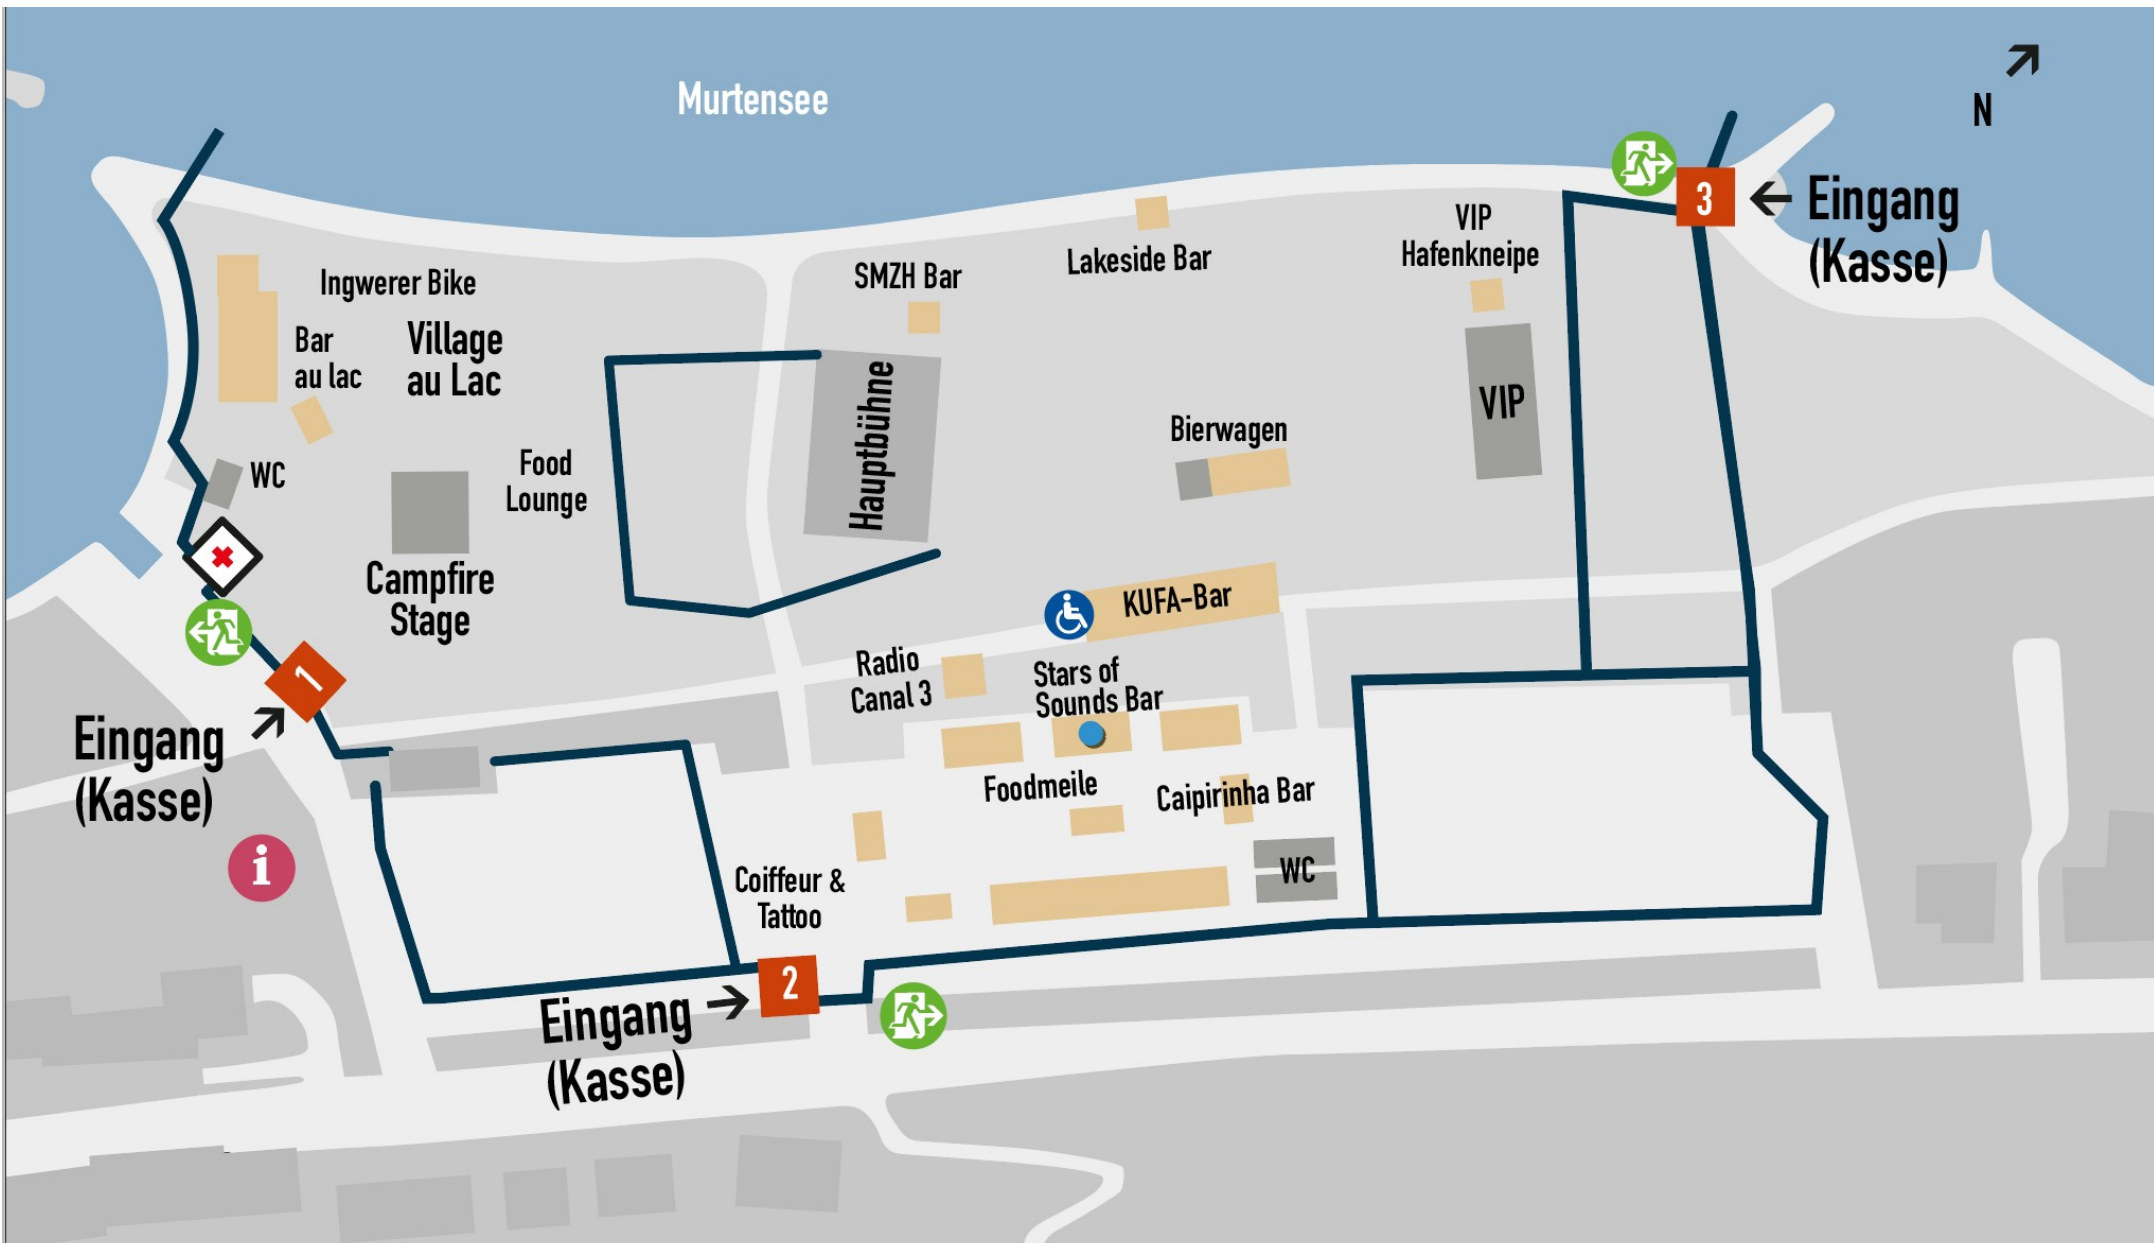 Murtensee
N
3
Eingang
(Kasse)
VIP
Hafenkneipe
Lakeside Bar
SMZH Bar
Ingwerer Bike
Bar
au lac
Village
au Lac
VIP
Hauptbühne
Bierwagen
Food
Lounge
WC
Campfire
Stage
KUFA-Bar
Radio
Canal 3
Stars of
Sounds Bar
1
Eingang
(Kasse)
Foodmeile
Caipirinha Bar
i
WC
Coiffeur &
Tattoo
2
Eingang
(Kasse)